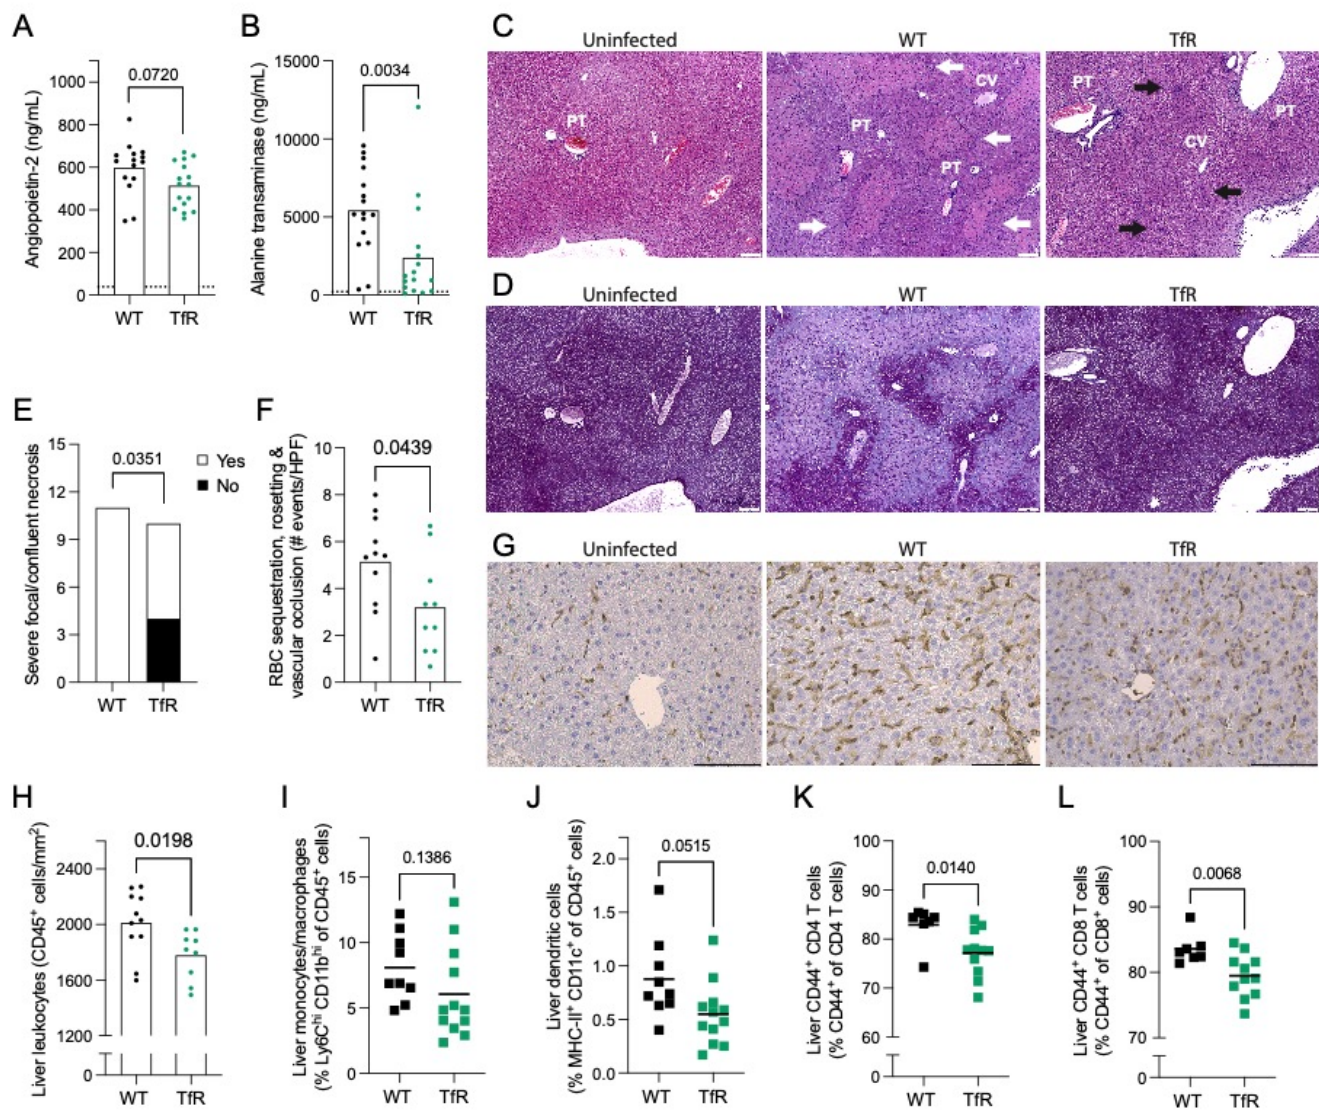 A
Angiopoietin-2 (ng/mL)
1000
800
600
400
200
0
0.0720
WT
TfR
B
Alanine transaminase (ng/mL)
15000
10000
5000
0
0.0034
WT
TfR
C
Uninfected
WT
TfR
PT
PT
CV
PT
PT
CV
PT
D
Uninfected
WT
TfR
E
Severe focal/confluent necrosis
15
12
9
6
3
0
0.0351
Yes
No
WT
TfR
F
RBC sequestration, rosetting &
vascular occlusion (# events/HPF)
10
8
6
4
2
0
0.0439
WT
TfR
G
Uninfected
WT
TfR
H
Liver leukocytes (CD45⁺ cells/mm²)
2400
2000
1600
1200
0
0.0198
WT
TfR
I
Liver monocytes/macrophages
(% Ly6Cʰⁱ CD11bʰⁱ of CD45⁺ cells)
15
10
5
0
0.1386
WT
TfR
J
Liver dendritic cells
(% MHC-II⁺ CD11c⁺ of CD45⁺ cells)
2.0
1.5
1.0
0.5
0.0
0.0515
WT
TfR
K
Liver CD44⁺ CD4 T cells
(% CD44⁺ of CD4 T cells)
100
90
80
70
60
0
0.0140
WT
TfR
L
Liver CD44⁺ CD8 T cells
(% CD44⁺ of CD8⁺ cells)
100
90
80
70
0
0.0068
WT
TfR